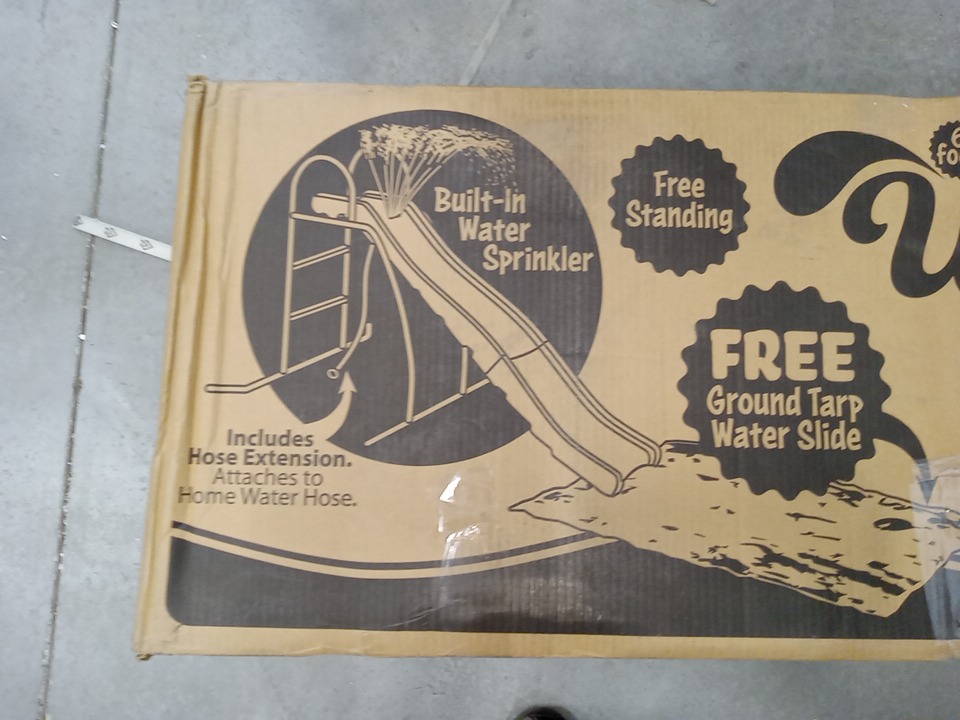 Built-in
Water
Sprinkler
Free
Standing
FREE
Ground Tarp
Water Slide
Includes
Hose Extension.
Attaches to
Home Water Hose.